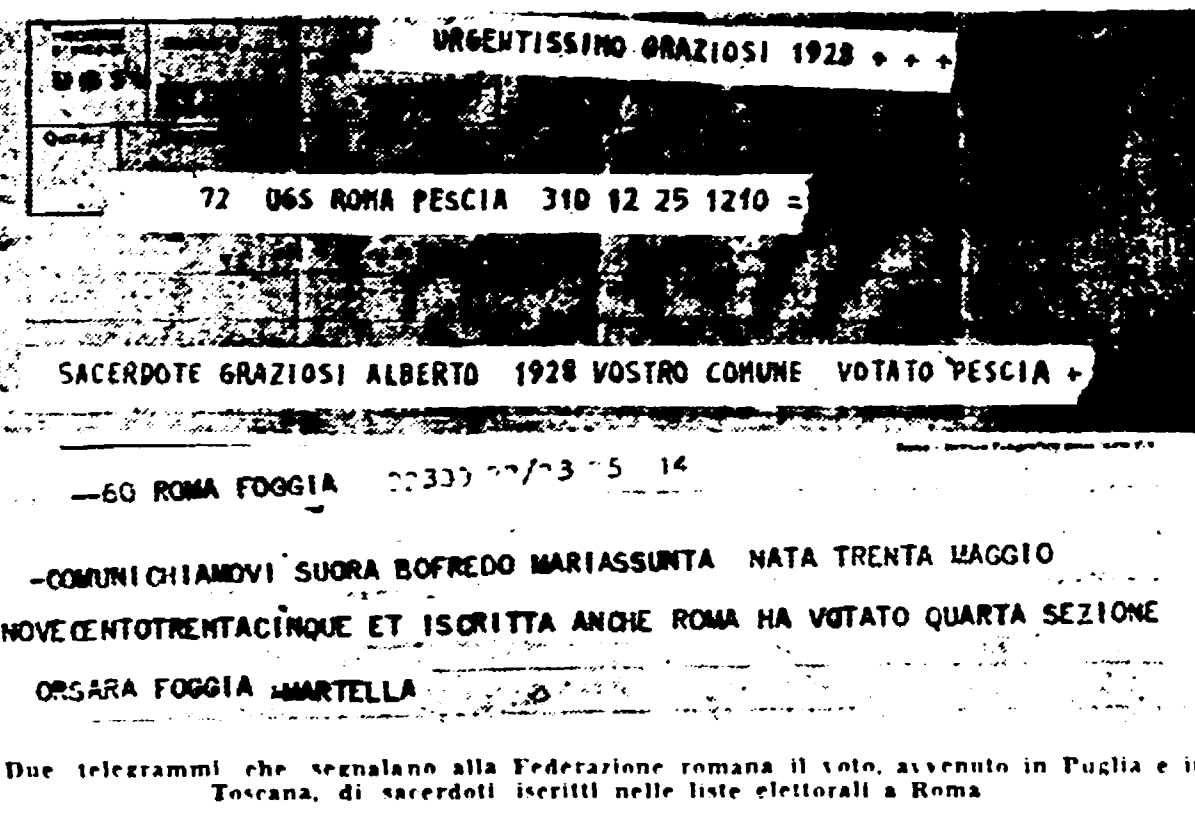 URGENTISSIMO GRAZIOSI 1928 + + +
72 UGS ROMA PESCIA 310 12 25 1210 =
SACERDOTE GRAZIOSI ALBERTO 1928 VOSTRO COMUNE VOTATO PESCIA +
—60 ROMA FOGGIA 14
-COMUNICHIAMOVI SUORA BOFREDO MARIASSUNTA NATA TRENTA MAGGIO
NOVECENTOTRENTACINQUE ET ISCRITTA ANCHE ROMA HA VOTATO QUARTA SEZIONE
ORSARA FOGGIA =MARTELLA
Due telegrammi che segnalano alla Federazione romana il voto, avvenuto in Puglia e in
Toscana, di sacerdoti iscritti nelle liste elettorali a Roma